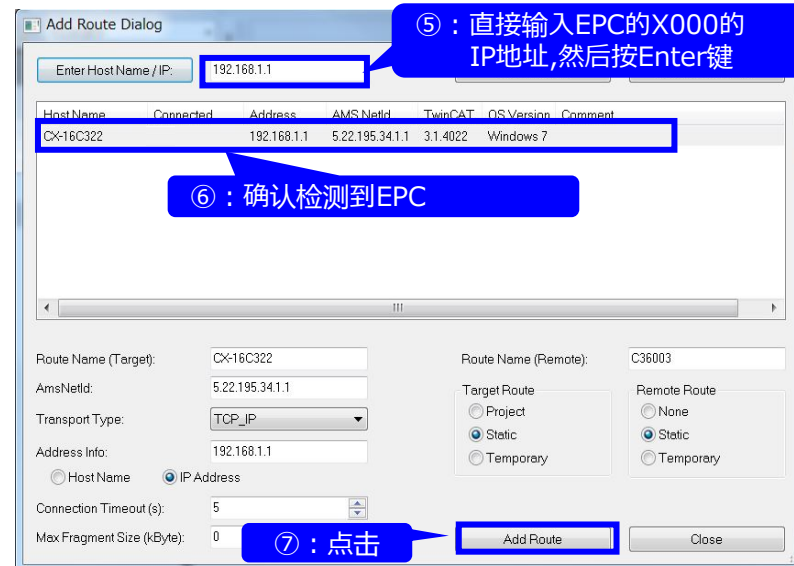 Add Route Dialog
⑤：直接输入EPC的X000的
IP地址,然后按Enter键
Enter Host Name / IP:
192.168.1.1
Host Name Connected Address AMS NetId TwinCAT OS Version Comment
CX-16C322 192.168.1.1 5.22.195.34.1.1 3.1.4022 Windows 7
⑥：确认检测到EPC
Route Name (Target): CX-16C322
Route Name (Remote): C36003
AmsNetId: 5.22.195.34.1.1
Target Route
Remote Route
Transport Type: TCP_IP
Project
None
Static
Static
Address Info: 192.168.1.1
Temporary
Temporary
Host Name IP Address
Connection Timeout (s): 5
Max Fragment Size (kByte): 0
⑦：点击
Add Route
Close